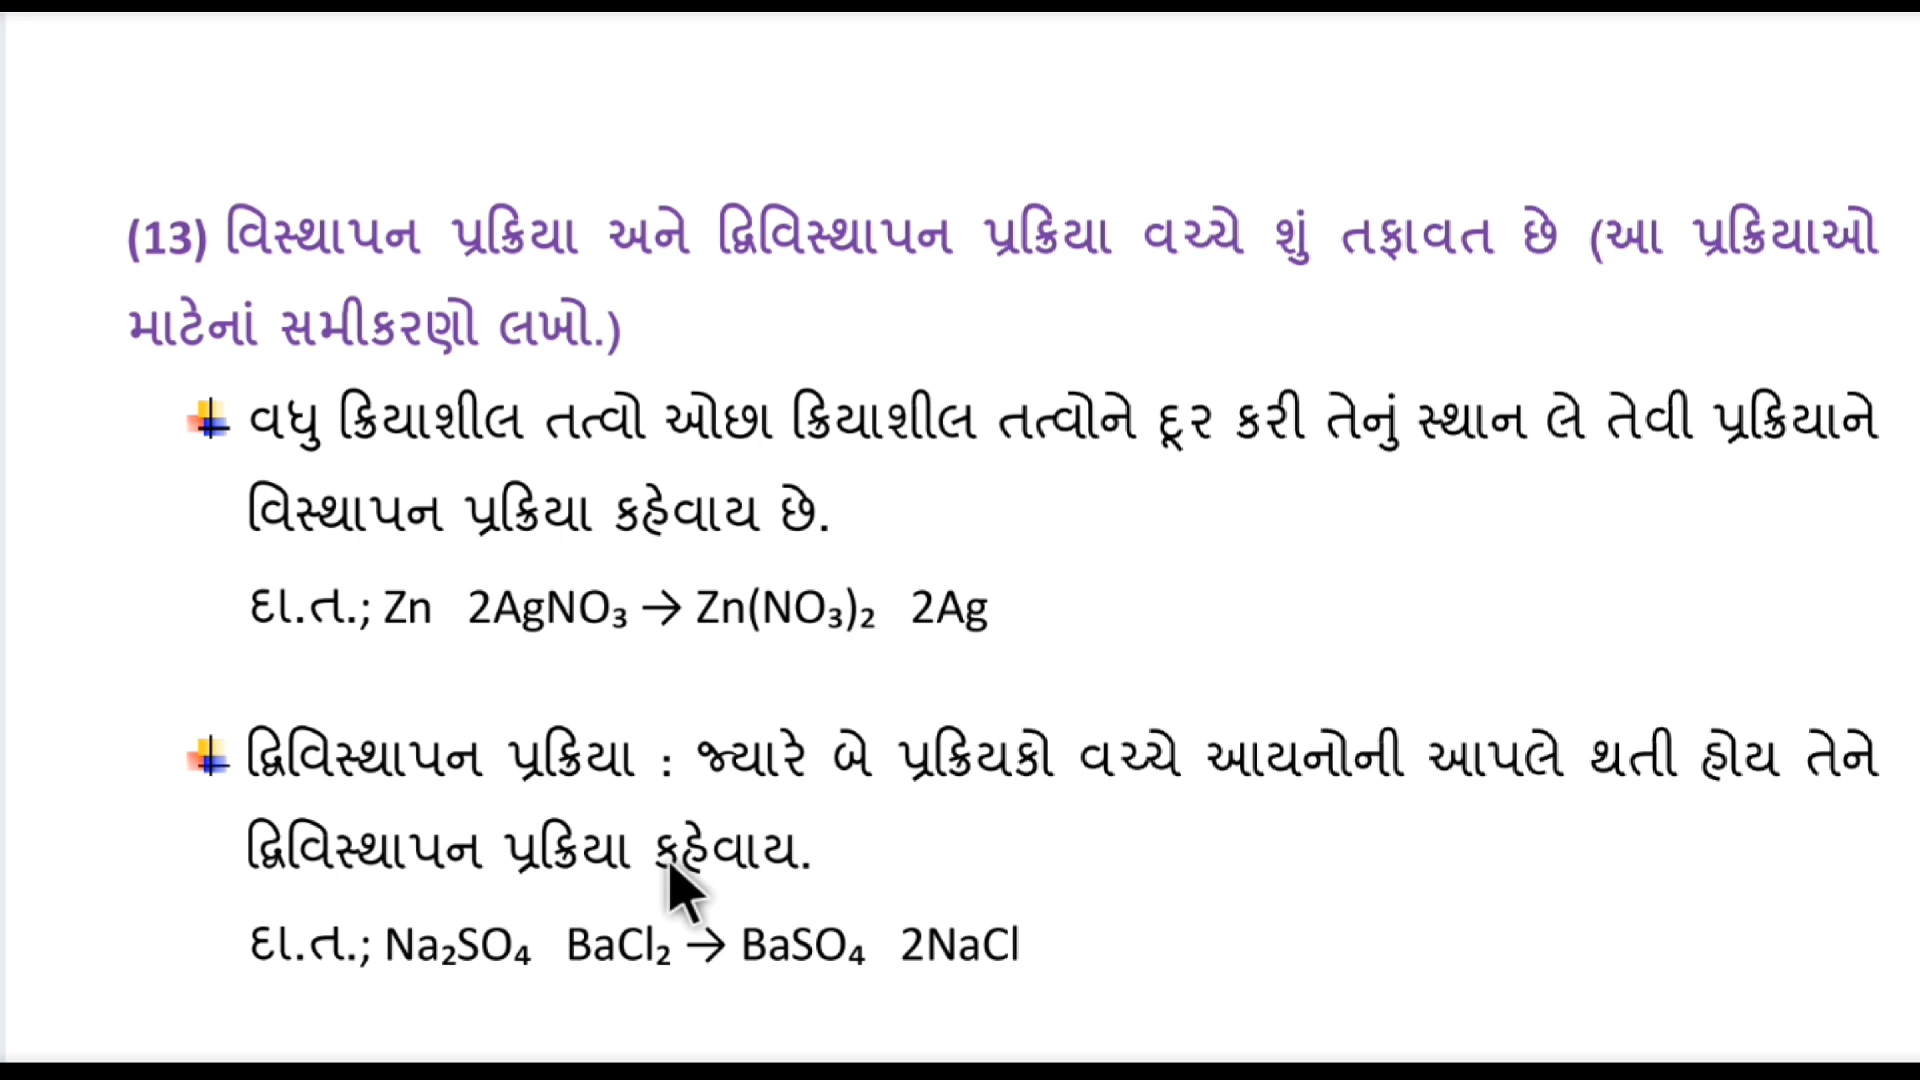 (13) વિસ્થાપન પ્રક્રિયા અને દ્વિવિસ્થાપન પ્રક્રિયા વચ્ચે શું તફાવત છે (આ પ્રક્રિયાઓ
માટેનાં સમીકરણો લખો.)
વધુ ક્રિયાશીલ તત્વો ઓછા ક્રિયાશીલ તત્વોને દૂર કરી તેનું સ્થાન લે તેવી પ્રક્રિયાને
વિસ્થાપન પ્રક્રિયા કહેવાય છે.
દા.ત.; Zn 2AgNO₃ → Zn(NO₃)₂ 2Ag
દ્વિવિસ્થાપન પ્રક્રિયા : જ્યારે બે પ્રક્રિયકો વચ્ચે આયનોની આપલે થતી હોય તેને
દ્વિવિસ્થાપન પ્રક્રિયા કહેવાય.
દા.ત.; Na₂SO₄ BaCl₂ → BaSO₄ 2NaCl